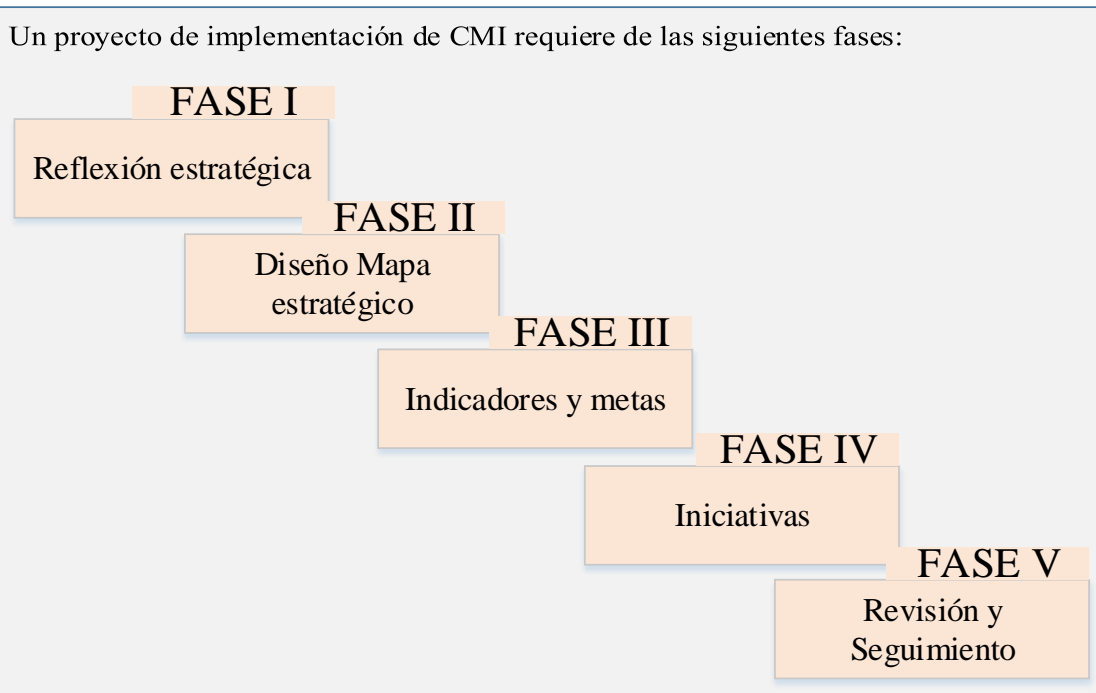 Un proyecto de implementación de CMI requiere de las siguientes fases:
FASE I
Reflexión estratégica
FASE II
Diseño Mapa
estratégico
FASE III
Indicadores y metas
FASE IV
Iniciativas
FASE V
Revisión y
Seguimiento